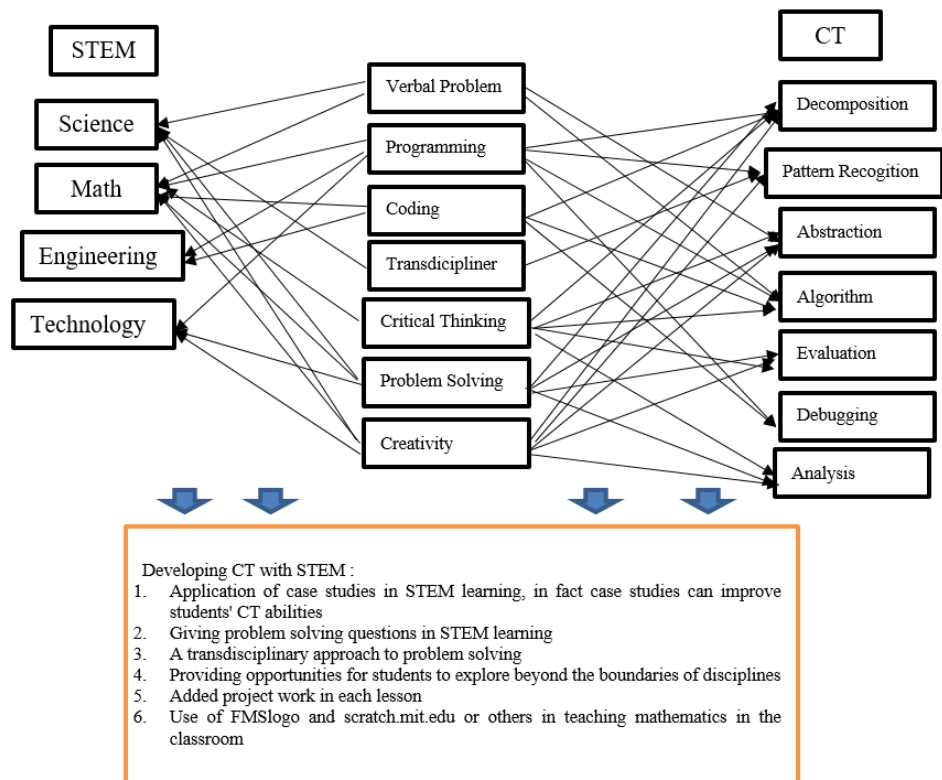 STEM
CT
Science
Math
Engineering
Technology
Verbal Problem
Programming
Coding
Transdicipliner
Critical Thinking
Problem Solving
Creativity
Decomposition
Pattern Recogition
Abstraction
Algorithm
Evaluation
Debugging
Analysis
Developing CT with STEM :
1. Application of case studies in STEM learning, in fact case studies can improve
students' CT abilities
2. Giving problem solving questions in STEM learning
3. A transdisciplinary approach to problem solving
4. Providing opportunities for students to explore beyond the boundaries of disciplines
5. Added project work in each lesson
6. Use of FMSlogo and scratch.mit.edu or others in teaching mathematics in the
classroom